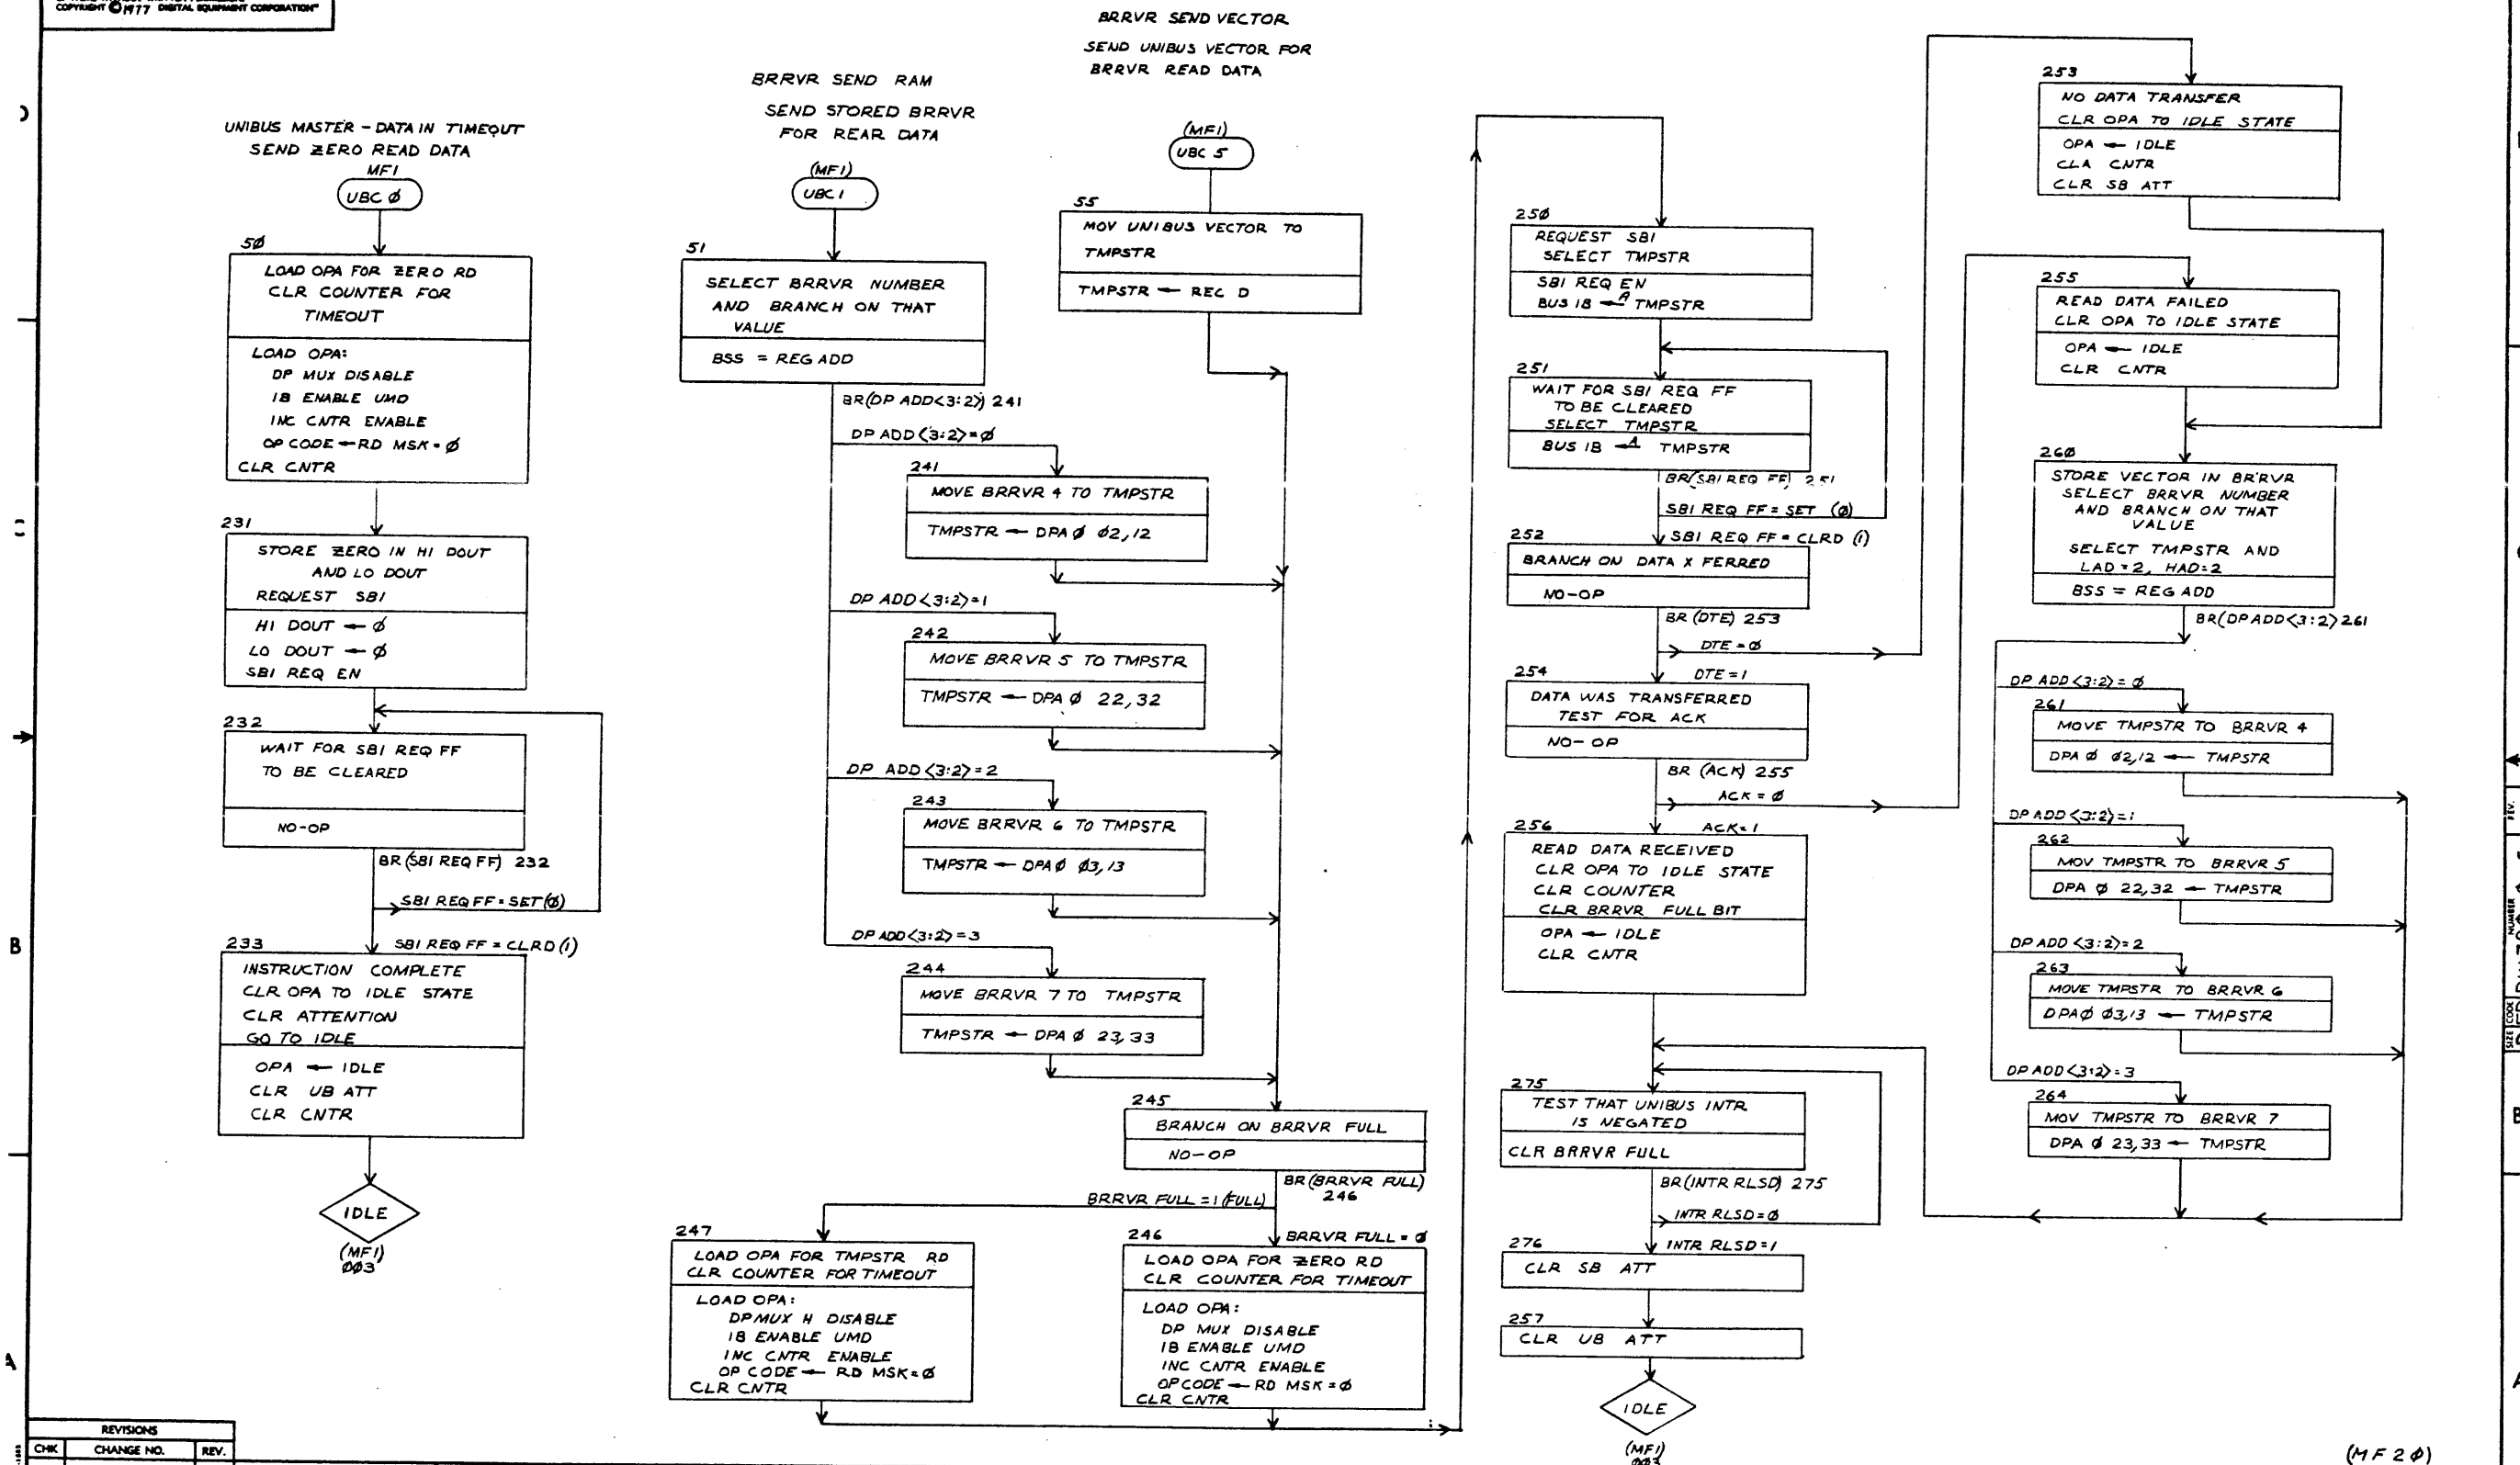 COPYRIGHT © 1977 DIGITAL EQUIPMENT CORPORATION"
UNIBUS MASTER - DATA IN TIMEOUT
SEND ZERO READ DATA
MF1
UBC Ø
5Ø
LOAD OPA FOR ZERO RD
CLR COUNTER FOR
TIMEOUT
LOAD OPA:
DP MUX DISABLE
IB ENABLE UMD
INC CNTR ENABLE
OP CODE ← RD MSK = Ø
CLR CNTR
231
STORE ZERO IN HI DOUT
AND LO DOUT
REQUEST SBI
HI DOUT ← Ø
LO DOUT ← Ø
SBI REQ EN
232
WAIT FOR SBI REQ FF
TO BE CLEARED
NO-OP
BR(SBI REQ FF) 232
SBI REQ FF = SET(Ø)
233
SBI REQ FF = CLRD (1)
INSTRUCTION COMPLETE
CLR OPA TO IDLE STATE
CLR ATTENTION
GO TO IDLE
OPA ← IDLE
CLR UB ATT
CLR CNTR
IDLE
(MF1)
ØØ3
BRRVR SEND RAM
SEND STORED BRRVR
FOR REAR DATA
(MF1)
UBC 1
51
SELECT BRRVR NUMBER
AND BRANCH ON THAT
VALUE
BSS = REG ADD
BR(DP ADD<3:2>) 241
DP ADD<3:2>=Ø
241
MOVE BRRVR 4 TO TMPSTR
TMPSTR ← DPA Ø Ø2,12
DP ADD<3:2>=1
242
MOVE BRRVR 5 TO TMPSTR
TMPSTR ← DPA Ø 22,32
DP ADD<3:2>=2
243
MOVE BRRVR 6 TO TMPSTR
TMPSTR ← DPA Ø Ø3,13
DP ADD<3:2>=3
244
MOVE BRRVR 7 TO TMPSTR
TMPSTR ← DPA Ø 23,33
BRRVR SEND VECTOR
SEND UNIBUS VECTOR FOR
BRRVR READ DATA
(MF1)
UBC 5
55
MOV UNIBUS VECTOR TO
TMPSTR
TMPSTR ← REC D
245
BRANCH ON BRRVR FULL
NO-OP
BR(BRRVR FULL)
246
BRRVR FULL = 1 (FULL)
BRRVR FULL = Ø
247
LOAD OPA FOR TMPSTR RD
CLR COUNTER FOR TIMEOUT
LOAD OPA:
DPMUX H DISABLE
IB ENABLE UMD
INC CNTR ENABLE
OP CODE ← RD MSK = Ø
CLR CNTR
246
LOAD OPA FOR ZERO RD
CLR COUNTER FOR TIMEOUT
LOAD OPA:
DP MUX DISABLE
IB ENABLE UMD
INC CNTR ENABLE
OP CODE ← RD MSK = Ø
CLR CNTR
25Ø
REQUEST SBI
SELECT TMPSTR
SBI REQ EN
BUS IB ←A TMPSTR
251
WAIT FOR SBI REQ FF
TO BE CLEARED
SELECT TMPSTR
BUS IB ←A TMPSTR
BR(SBI REQ FF) 251
SBI REQ FF = SET (Ø)
SBI REQ FF = CLRD (1)
252
BRANCH ON DATA X FERRED
NO-OP
BR (DTE) 253
DTE = Ø
DTE = 1
254
DATA WAS TRANSFERRED
TEST FOR ACK
NO-OP
BR (ACK) 255
ACK = Ø
ACK = 1
256
READ DATA RECEIVED
CLR OPA TO IDLE STATE
CLR COUNTER
CLR BRRVR FULL BIT
OPA ← IDLE
CLR CNTR
275
TEST THAT UNIBUS INTR
IS NEGATED
CLR BRRVR FULL
BR(INTR RLSD) 275
INTR RLSD = Ø
INTR RLSD = 1
276
CLR SB ATT
257
CLR UB ATT
IDLE
(MF1)
ØØ3
253
NO DATA TRANSFER
CLR OPA TO IDLE STATE
OPA ← IDLE
CLA CNTR
CLR SB ATT
255
READ DATA FAILED
CLR OPA TO IDLE STATE
OPA ← IDLE
CLR CNTR
26Ø
STORE VECTOR IN BRRVR
SELECT BRRVR NUMBER
AND BRANCH ON THAT
VALUE
SELECT TMPSTR AND
LAD = 2, HAD = 2
BSS = REG ADD
BR(DPADD<3:2> 261
DP ADD<3:2>=Ø
261
MOVE TMPSTR TO BRRVR 4
DPA Ø Ø2,12 ← TMPSTR
DP ADD<3:2>=1
262
MOV TMPSTR TO BRRVR 5
DPA Ø 22,32 ← TMPSTR
DP ADD<3:2>=2
263
MOVE TMPSTR TO BRRVR 6
DPA Ø Ø3,13 ← TMPSTR
DP ADD<3:2>=3
264
MOV TMPSTR TO BRRVR 7
DPA Ø 23,33 ← TMPSTR
(MF2Ø)
REVISIONS
CHK CHANGE NO. REV.
C
B
A
REV.
NUMBER
SIZE CODE